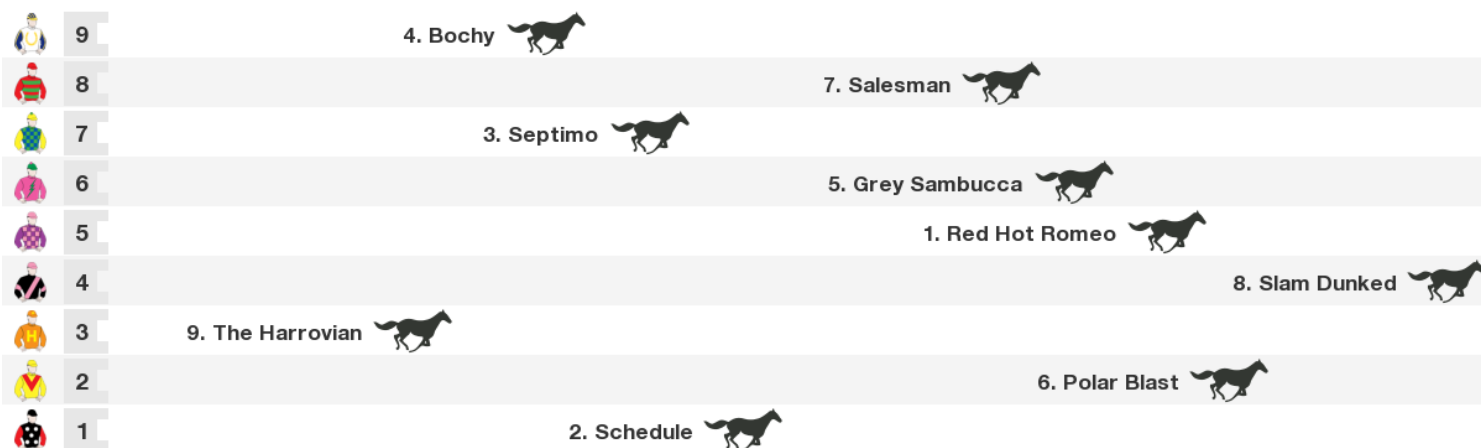 9 4. Bochy
8 7. Salesman
7 3. Septimo
6 5. Grey Sambucca
5 1. Red Hot Romeo
4 8. Slam Dunked
3 9. The Harrovian
H
2 6. Polar Blast
1 2. Schedule